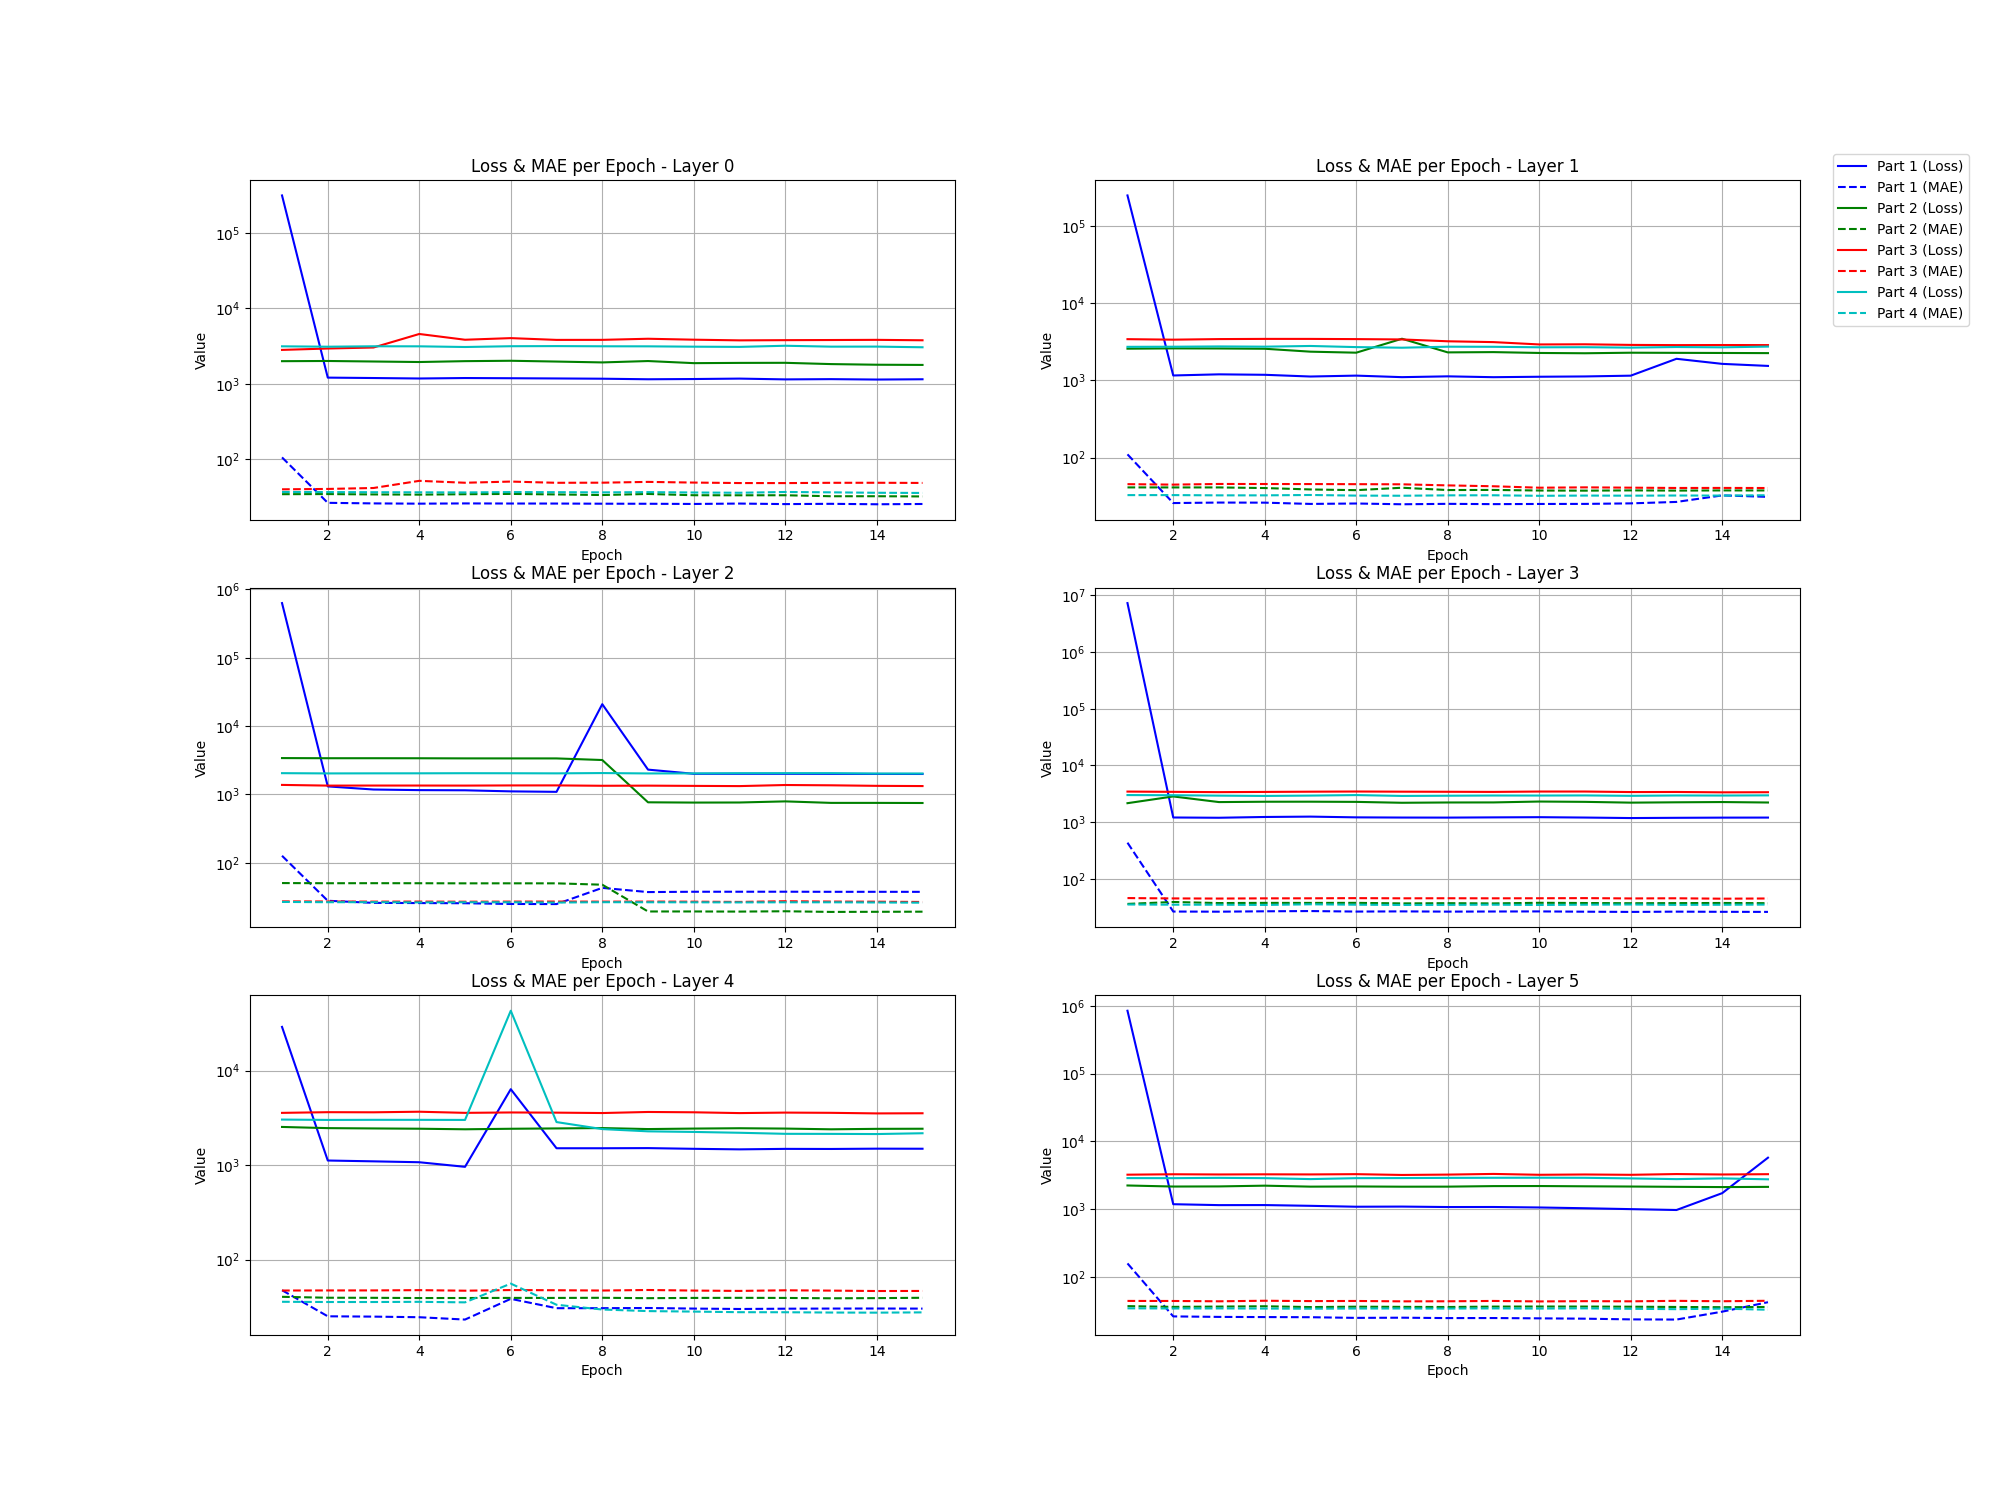 Loss & MAE per Epoch - Layer 0
Value
10^5
10^4
10^3
10^2
2 4 6 8 10 12 14
Epoch
Loss & MAE per Epoch - Layer 1
Value
10^5
10^4
10^3
10^2
2 4 6 8 10 12 14
Epoch
Part 1 (Loss)
Part 1 (MAE)
Part 2 (Loss)
Part 2 (MAE)
Part 3 (Loss)
Part 3 (MAE)
Part 4 (Loss)
Part 4 (MAE)
Loss & MAE per Epoch - Layer 2
Value
10^6
10^5
10^4
10^3
10^2
2 4 6 8 10 12 14
Epoch
Loss & MAE per Epoch - Layer 3
Value
10^7
10^6
10^5
10^4
10^3
10^2
2 4 6 8 10 12 14
Epoch
Loss & MAE per Epoch - Layer 4
Value
10^4
10^3
10^2
2 4 6 8 10 12 14
Epoch
Loss & MAE per Epoch - Layer 5
Value
10^6
10^5
10^4
10^3
10^2
2 4 6 8 10 12 14
Epoch